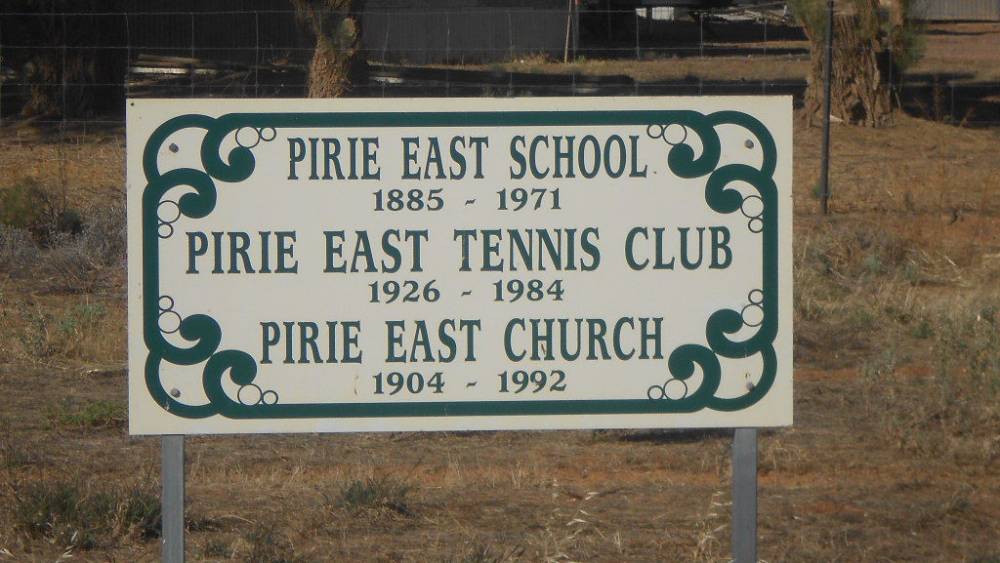 PIRIE EAST SCHOOL
1885 - 1971
PIRIE EAST TENNIS CLUB
1926 - 1984
PIRIE EAST CHURCH
1904 - 1992